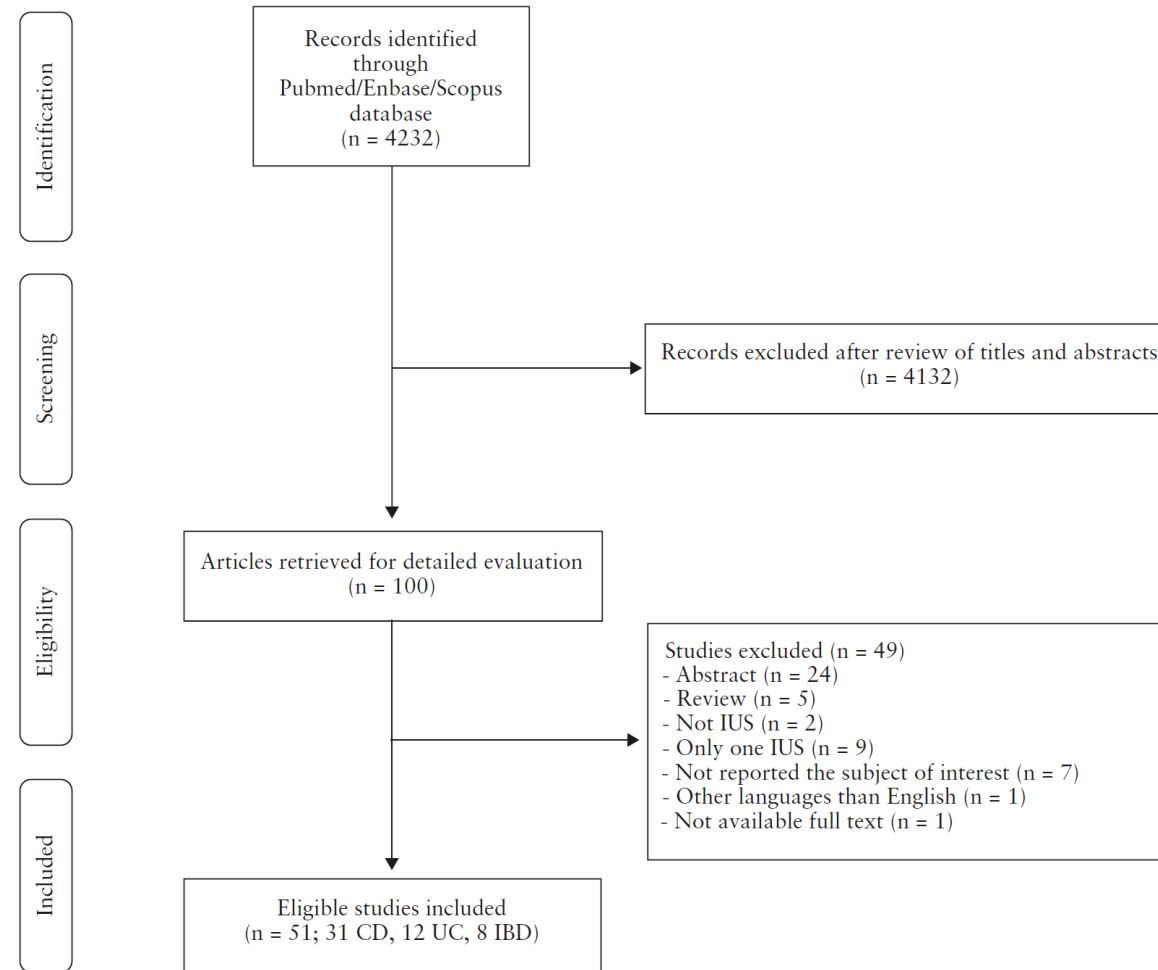 Identification
Records identified
through
Pubmed/Enbase/Scopus
database
(n = 4232)
Screening
Records excluded after review of titles and abstracts
(n = 4132)
Eligibility
Articles retrieved for detailed evaluation
(n = 100)
Studies excluded (n = 49)
- Abstract (n = 24)
- Review (n = 5)
- Not IUS (n = 2)
- Only one IUS (n = 9)
- Not reported the subject of interest (n = 7)
- Other languages than English (n = 1)
- Not available full text (n = 1)
Included
Eligible studies included
(n = 51; 31 CD, 12 UC, 8 IBD)